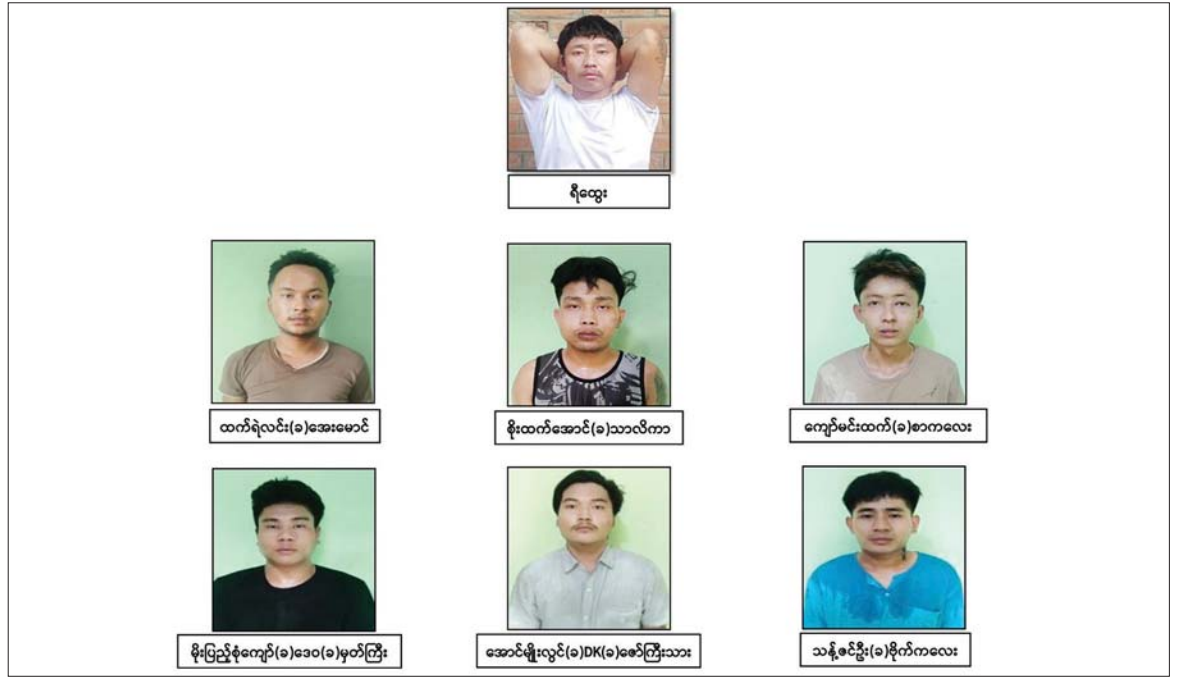 ရီထွေး
ထက်ရဲလင်း(ခ)အေးမောင်
စိုးထက်အောင်(ခ)သာလိကာ
ကျော်မင်းထက်(ခ)စာကလေး
မိုးပြည့်စုံကျော်(ခ)ဒေဝ(ခ)မှတ်ကြီး
အောင်မျိုးလွင်(ခ)DK(ခ)ဇော်ကြီးသား
သန့်ဇင်ဦး(ခ)ဗိုက်ကလေး